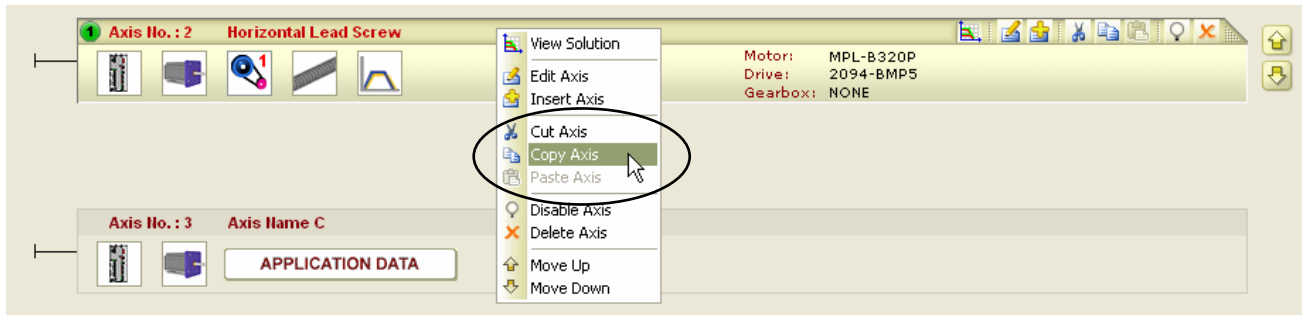 1 Axis No. : 2 Horizontal Lead Screw
1
Motor: MPL-B320P
Drive: 2094-BMP5
Gearbox: NONE
View Solution
Edit Axis
Insert Axis
Cut Axis
Copy Axis
Paste Axis
Disable Axis
Delete Axis
Move Up
Move Down
Axis No. : 3 Axis Name C
APPLICATION DATA